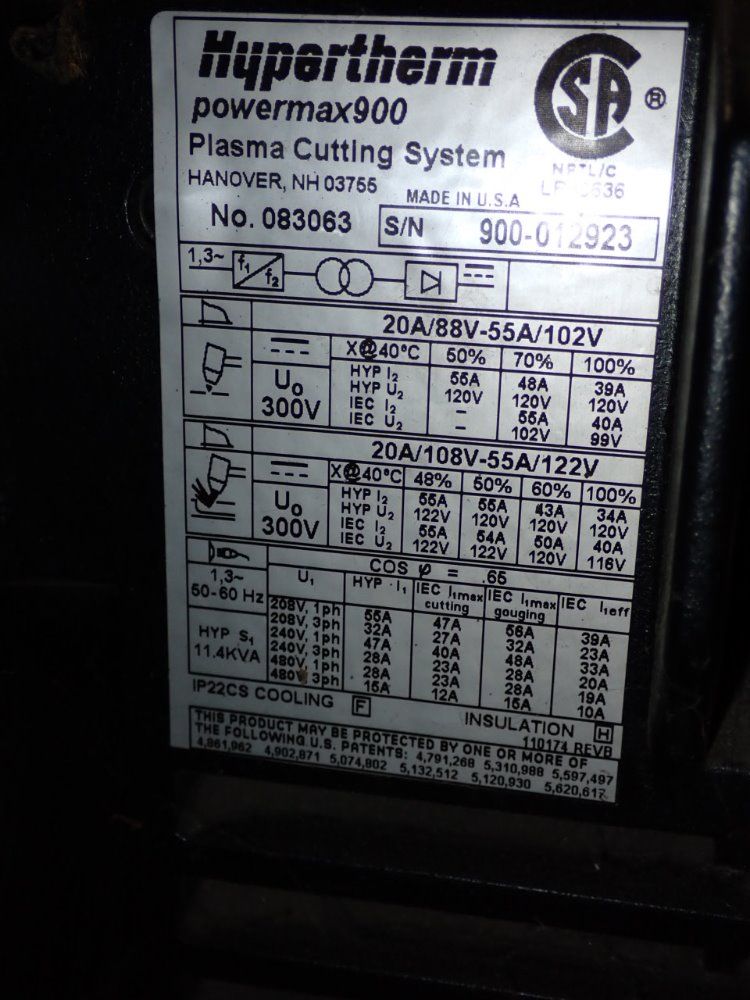 Hypertherm
powermax900
Plasma Cutting System
HANOVER, NH 03755
MADE IN U.S.A
No. 083063
S/N 900-012923
CSA ®
NRTL/C
1,3~ f1 f2
20A/88V-55A/102V
X@40°C 50% 70% 100%
U0 300V
HYP I2 55A 48A 39A
HYP U2 120V 120V 120V
IEC I2 - 55A 40A
IEC U2 - 102V 99V
20A/108V-55A/122V
X@40°C 48% 50% 60% 100%
U0 300V
HYP I2 55A 55A 43A 34A
HYP U2 122V 120V 120V 120V
IEC I2 55A 54A 50A 40A
IEC U2 122V 122V 120V 116V
COS φ = .65
1,3~
50-60 Hz
U1 HYP I1 IEC I1max cutting IEC I1max gouging IEC I1eff
208V, 1ph 55A 47A 56A 39A
208V, 3ph 32A 27A 32A 23A
240V, 1ph 47A 40A 48A 33A
240V, 3ph 28A 23A 28A 20A
480V, 1ph 28A 23A 28A 19A
480V, 3ph 15A 12A 15A 10A
HYP S1
11.4KVA
IP22CS COOLING F INSULATION H
110174 REVB
THIS PRODUCT MAY BE PROTECTED BY ONE OR MORE OF
THE FOLLOWING U.S. PATENTS: 4,791,268 5,310,988 5,597,497
4,861,962 4,902,871 5,074,802 5,132,512 5,120,930 5,620,617